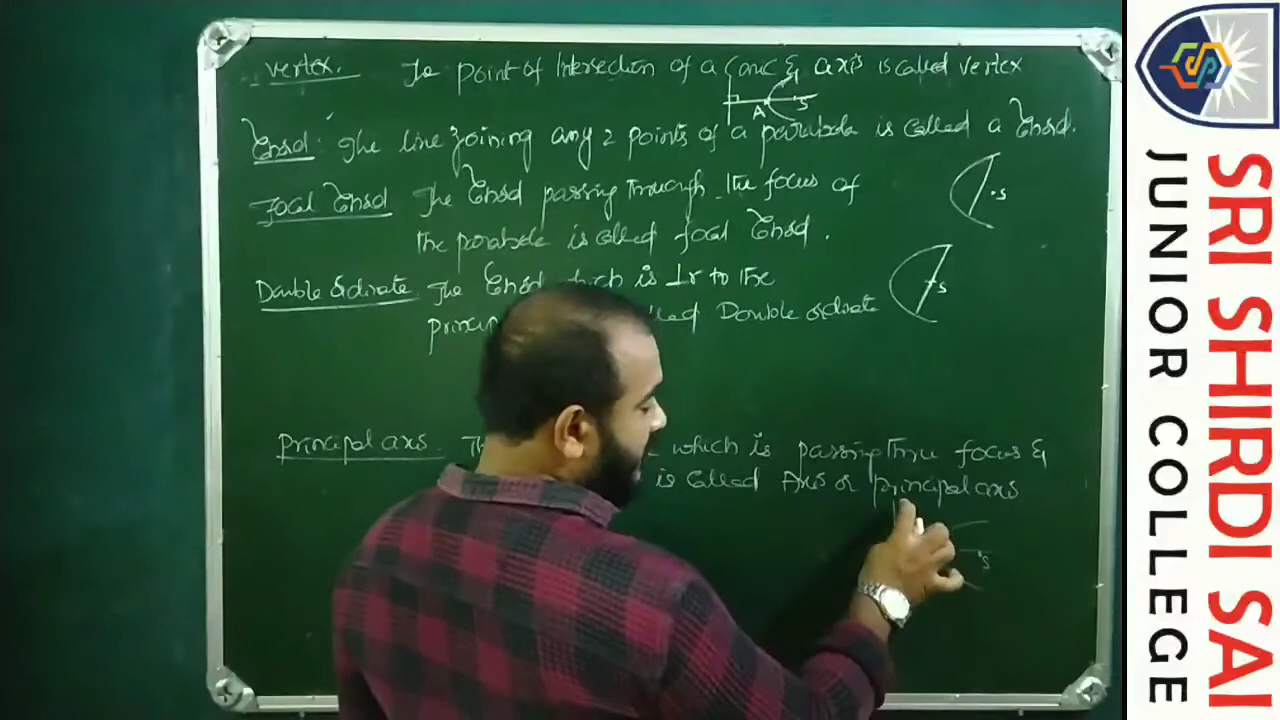 vertex. The point of Intersection of a Conic & axis is called vertex
A S
Chord: The line joining any 2 points of a parabola is called a Chord.
Focal Chord The Chord passing through the focus of
the parabola is called focal Chord.
S
Double ordinate The Chord which is ⊥r to the
S
called Double ordinate
Principal axis. which is passing thru focus &
is called Axis or principal axis
S
SRI SHIRDI SAI
JUNIOR COLLEGE